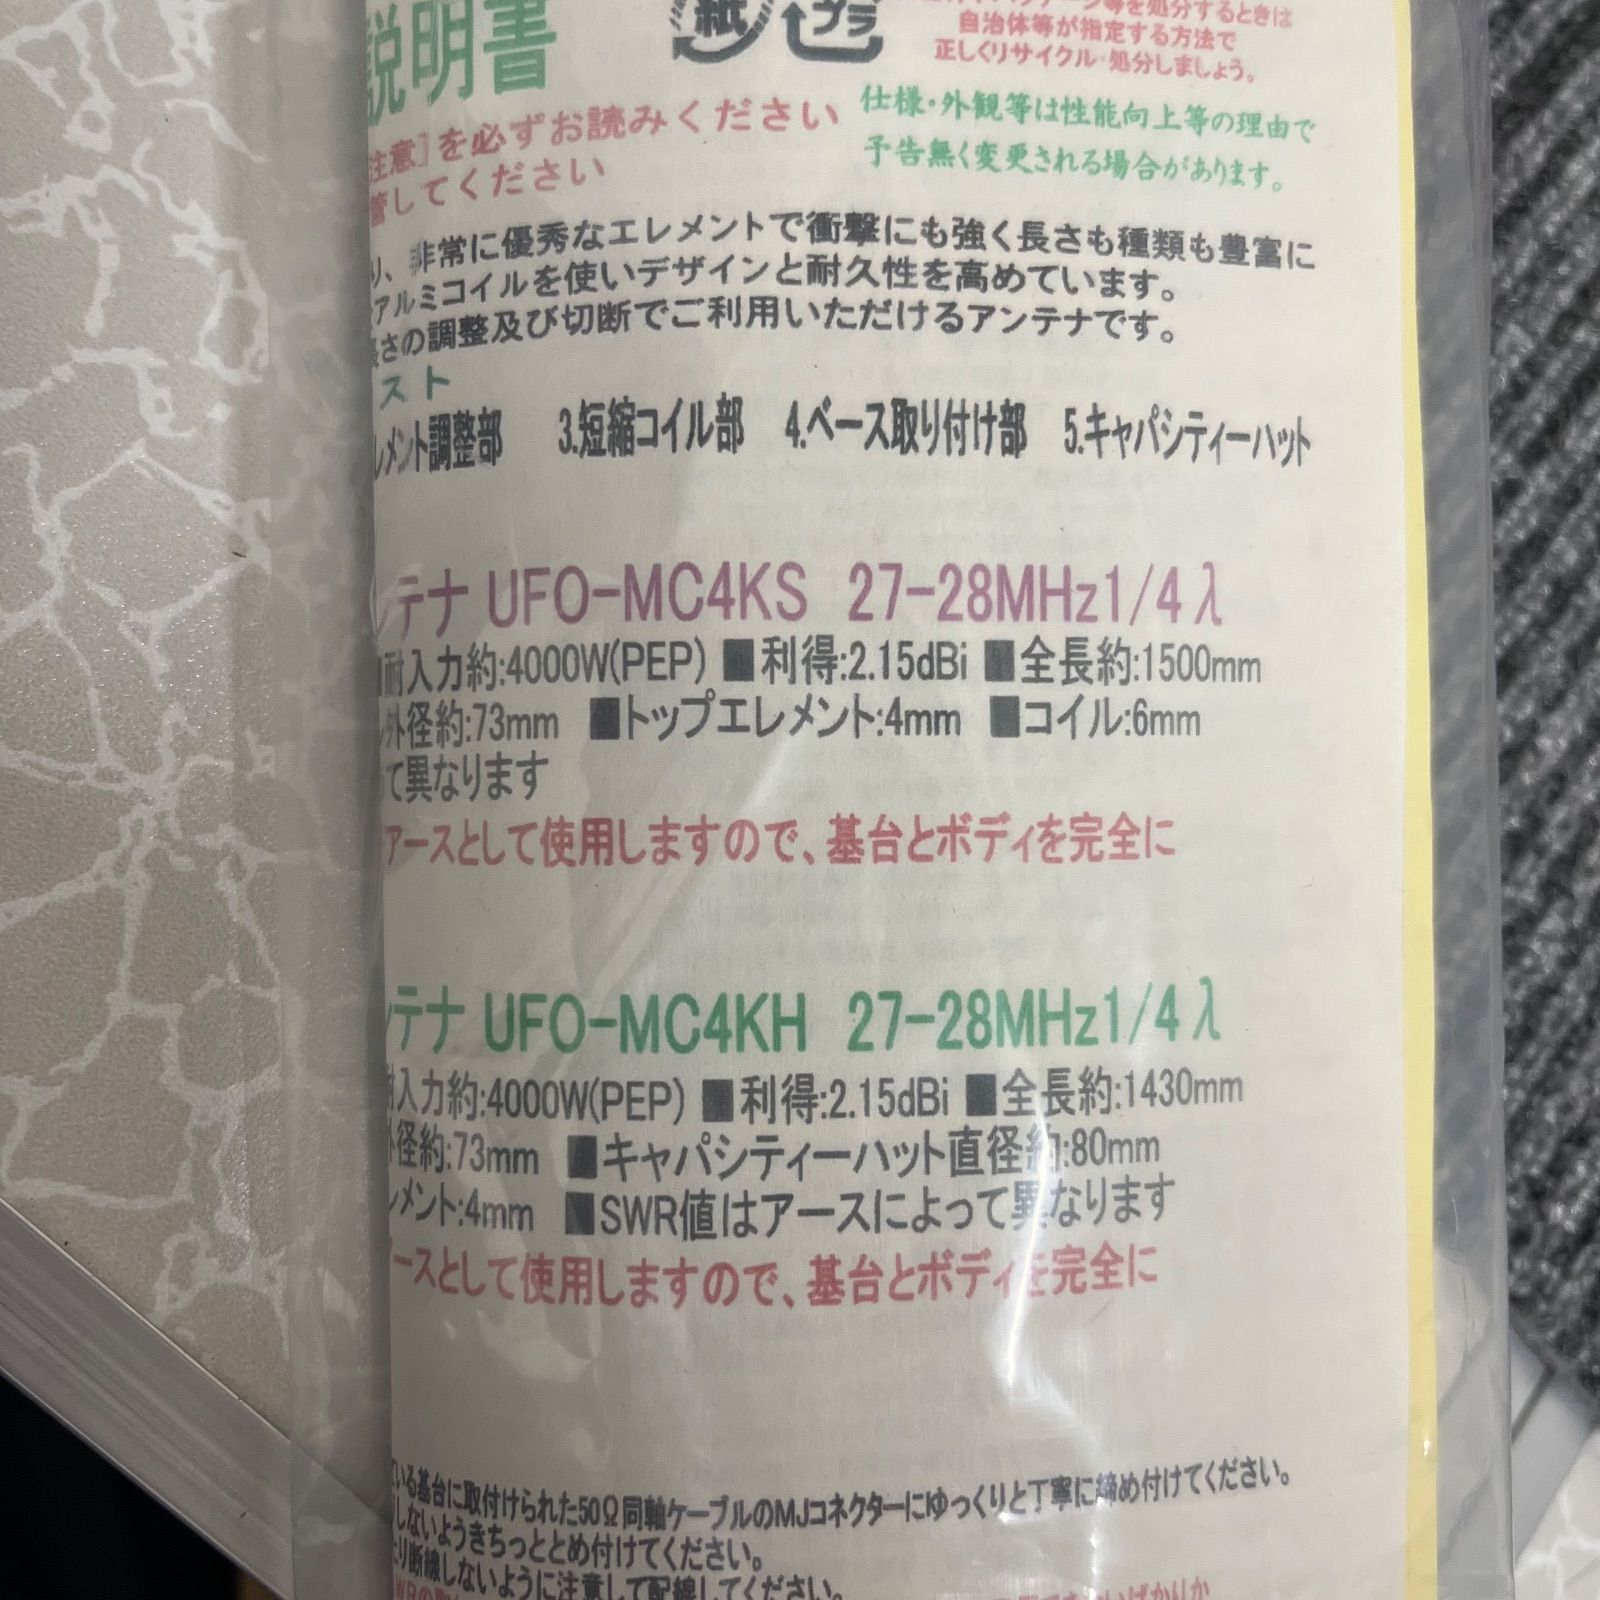 説明書
紙
プラ
等を処分するときは
自治体等が指定する方法で
正しくリサイクル・処分しましょう。
注意]を必ずお読みください
管してください
仕様・外観等は性能向上等の理由で
予告無く変更される場合があります。
り、非常に優秀なエレメントで衝撃にも強く長さも種類も豊富に
アルミコイルを使いデザインと耐久性を高めています。
長さの調整及び切断でご利用いただけるアンテナです。
スト
レメント調整部 3.短縮コイル部 4.ベース取り付け部 5.キャパシティーハット
ンテナ UFO-MC4KS 27-28MHz1/4λ
耐入力約:4000W(PEP) ■利得:2.15dBi ■全長約:1500mm
外径約:73mm ■トップエレメント:4mm ■コイル:6mm
て異なります
アースとして使用しますので、基台とボディを完全に
ンテナ UFO-MC4KH 27-28MHz1/4λ
耐入力約:4000W(PEP) ■利得:2.15dBi ■全長約:1430mm
外径約:73mm ■キャパシティーハット直径約:80mm
レメント:4mm ■SWR値はアースによって異なります
アースとして使用しますので、基台とボディを完全に
ている基台に取付けられた50Ω同軸ケーブルのMJコネクターにゆっくりと丁寧に締め付けてください。
しないようきちっととめ付けてください。
たり断線しないように注意して配線してください。